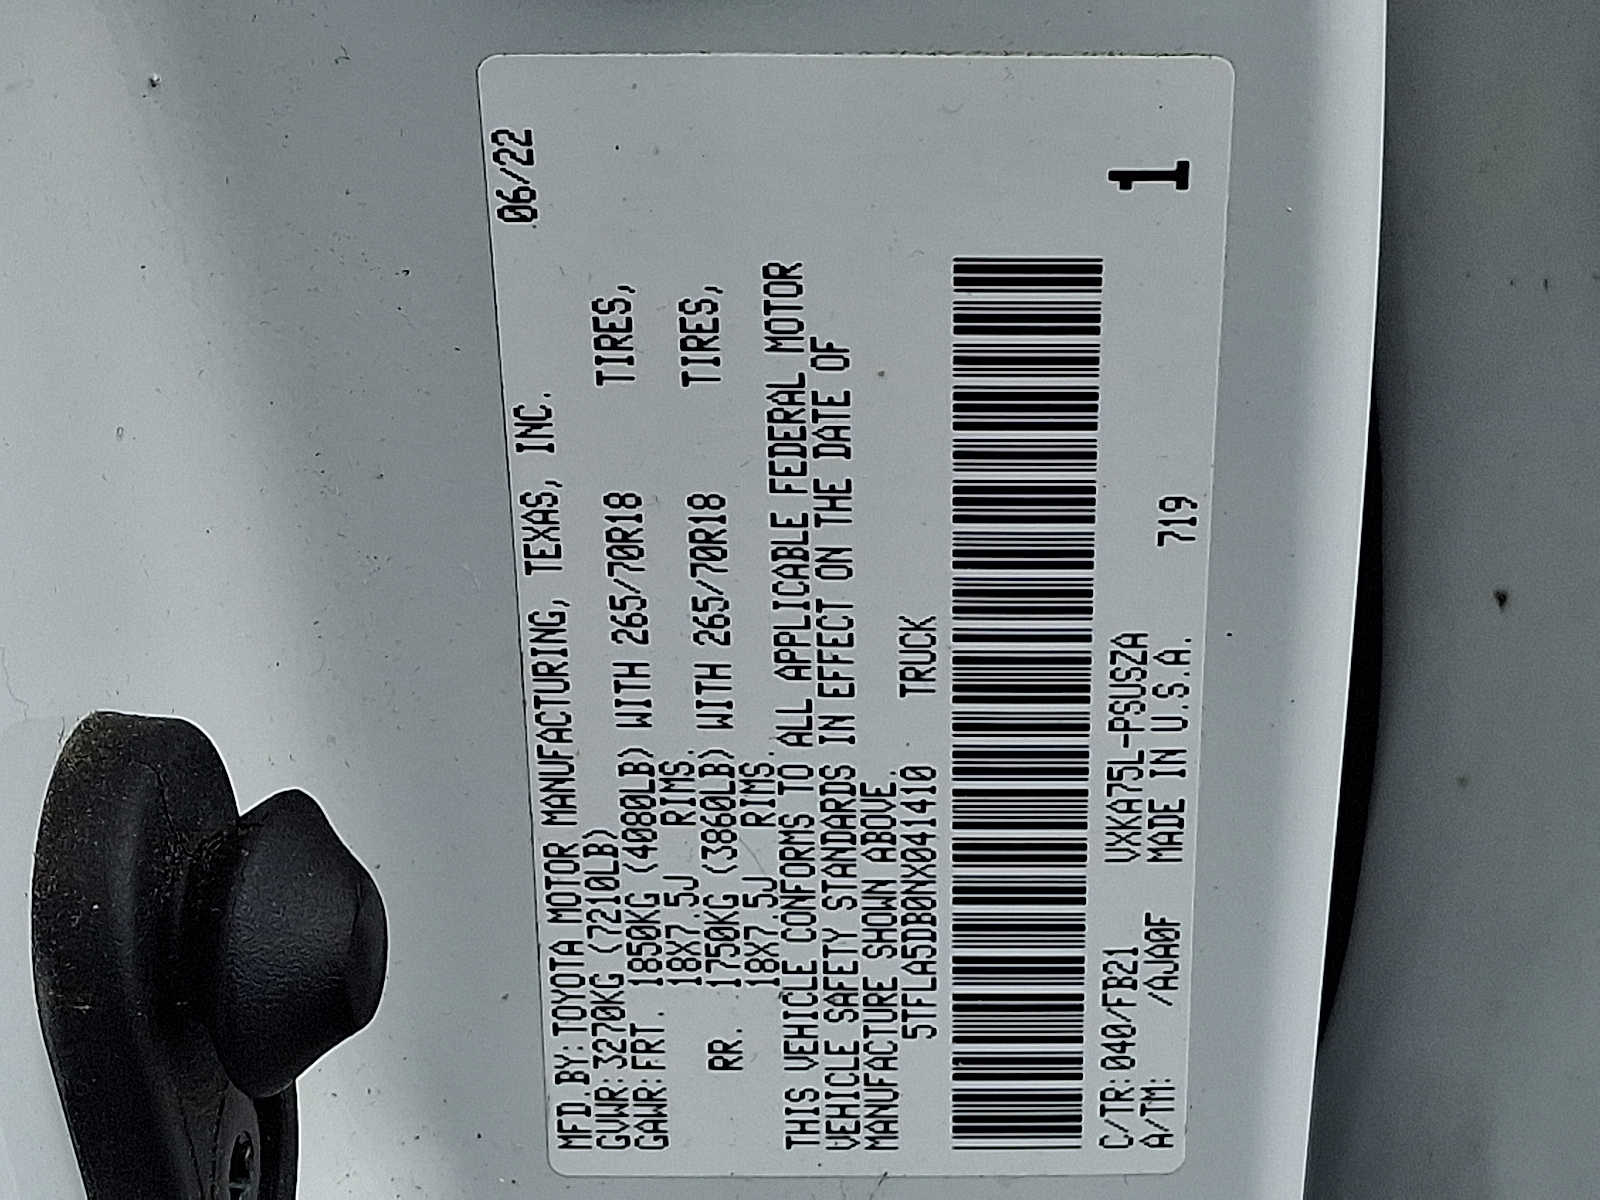 06/22
MFD.BY:TOYOTA MOTOR MANUFACTURING, TEXAS, INC.
GVWR:3270KG (7210LB)
GAWR:FRT. 1850KG (4080LB) WITH 265/70R18 TIRES,
18X7.5J RIMS.
RR. 1750KG (3860LB) WITH 265/70R18 TIRES,
18X7.5J RIMS.
THIS VEHICLE CONFORMS TO ALL APPLICABLE FEDERAL MOTOR
VEHICLE SAFETY STANDARDS IN EFFECT ON THE DATE OF
MANUFACTURE SHOWN ABOVE.
5TFLA5DB0NX041410 TRUCK
C/TR:040/FB21 VXKA75L-PSUSZA 1
A/TM: /AJA0F MADE IN U.S.A. 719